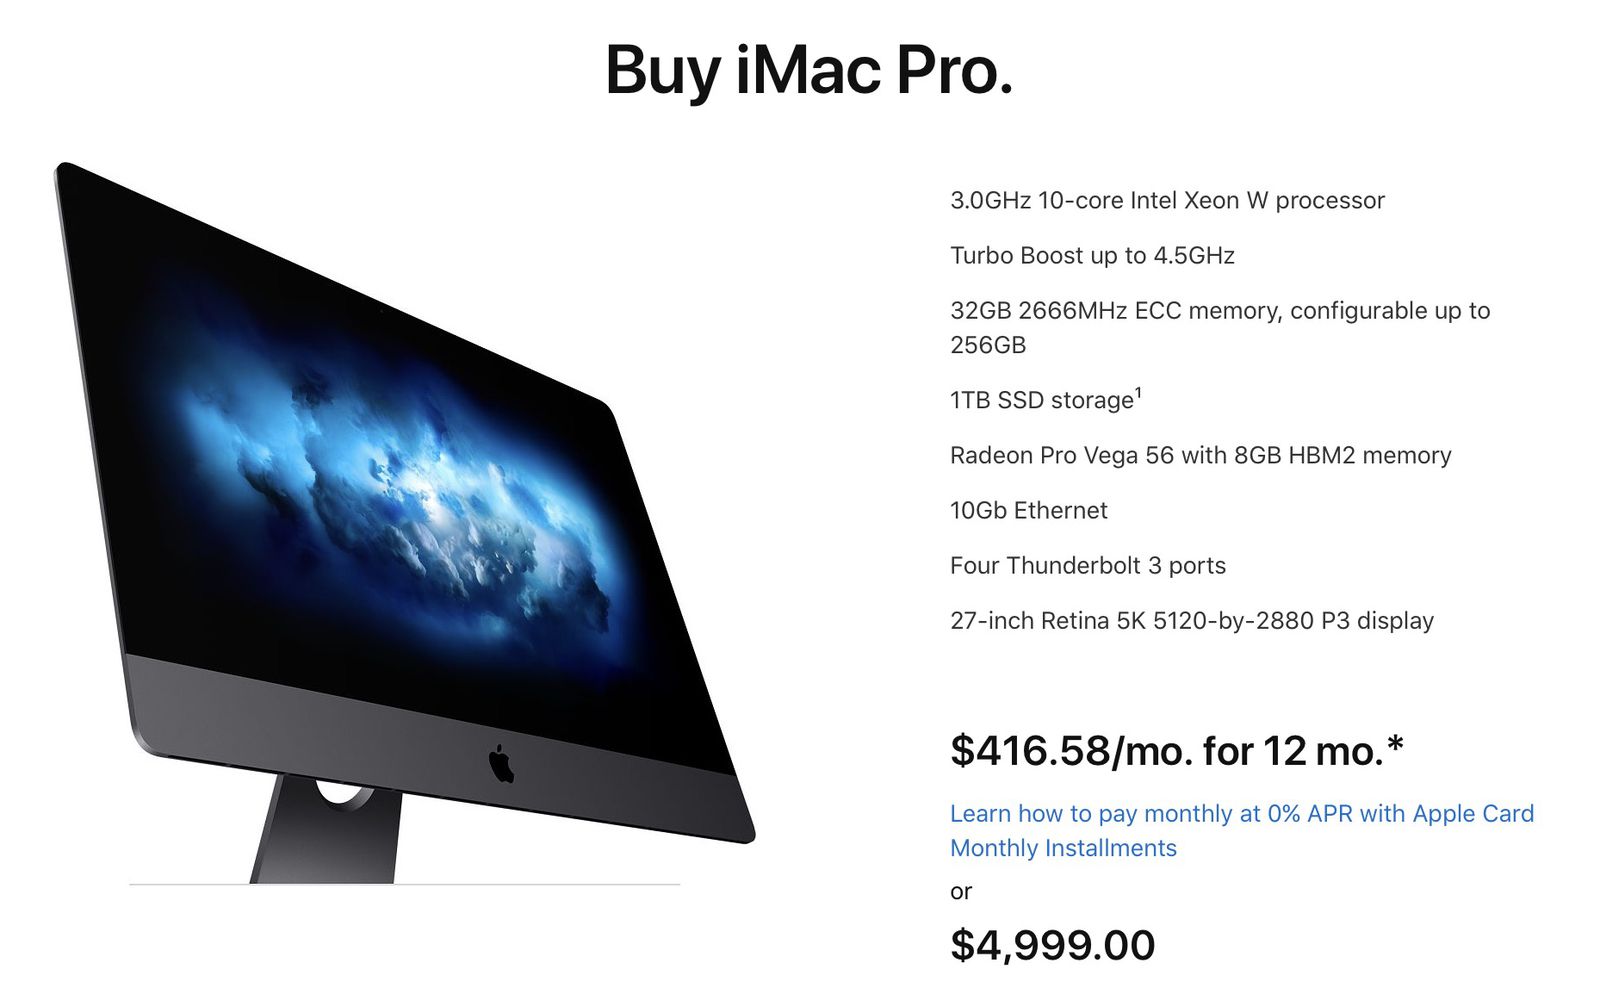 Buy iMac Pro.
3.0GHz 10-core Intel Xeon W processor
Turbo Boost up to 4.5GHz
32GB 2666MHz ECC memory, configurable up to
256GB
1TB SSD storage¹
Radeon Pro Vega 56 with 8GB HBM2 memory
10Gb Ethernet
Four Thunderbolt 3 ports
27-inch Retina 5K 5120-by-2880 P3 display
$416.58/mo. for 12 mo.*
Learn how to pay monthly at 0% APR with Apple Card
Monthly Installments
or
$4,999.00